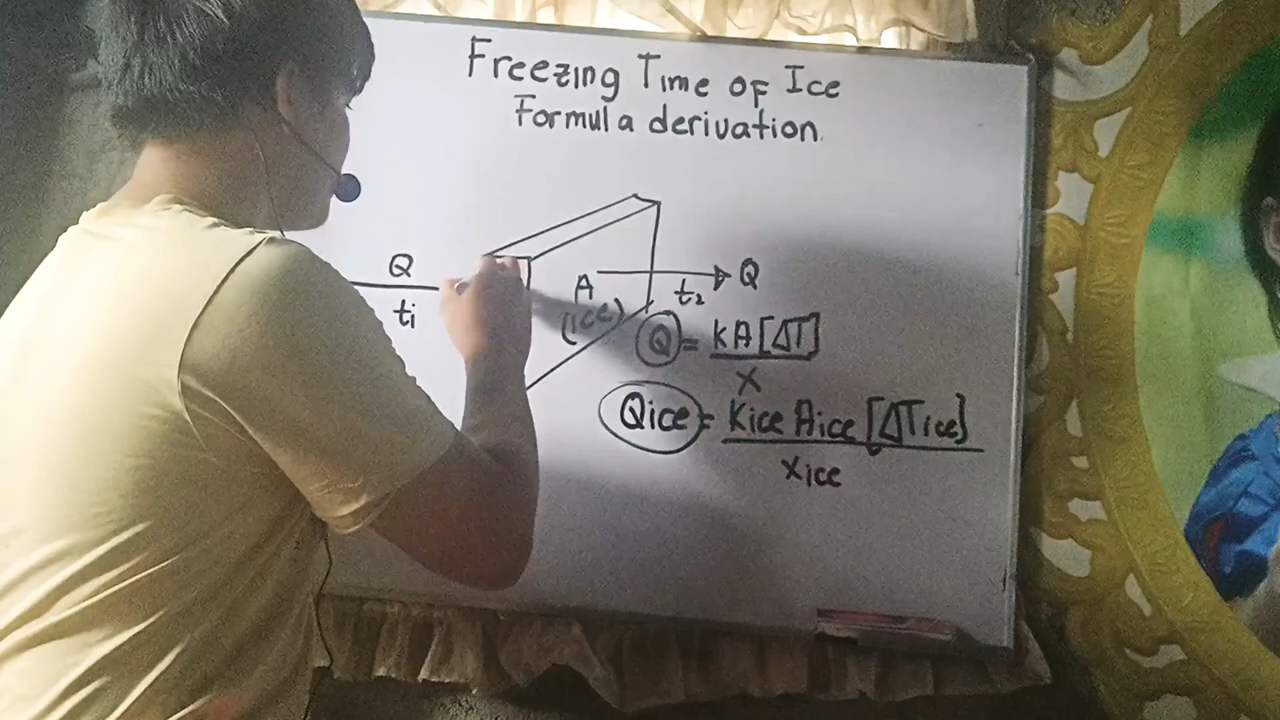 Freezing Time of Ice
Formula derivation.
Q
t1
A
(ice)
t2
Q
Q = KA[ΔT]
x
Qice = Kice Aice [ΔTice]
xice